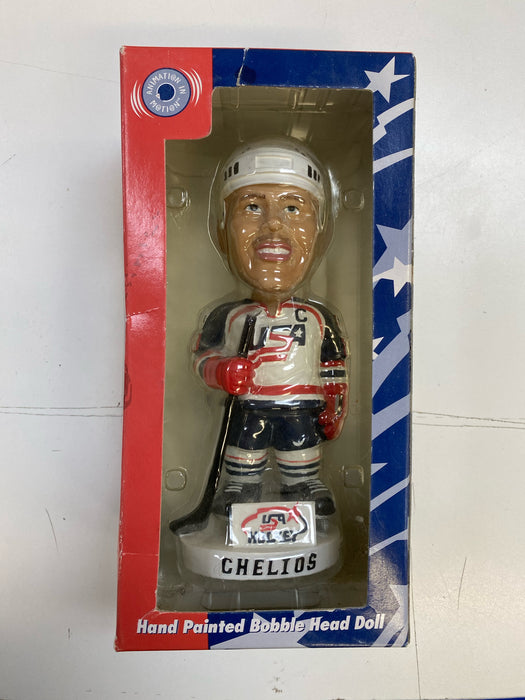 ANIMATION IN MOTION
C
USA
USA
HOCKEY
CHELIOS
Hand Painted Bobble Head Doll